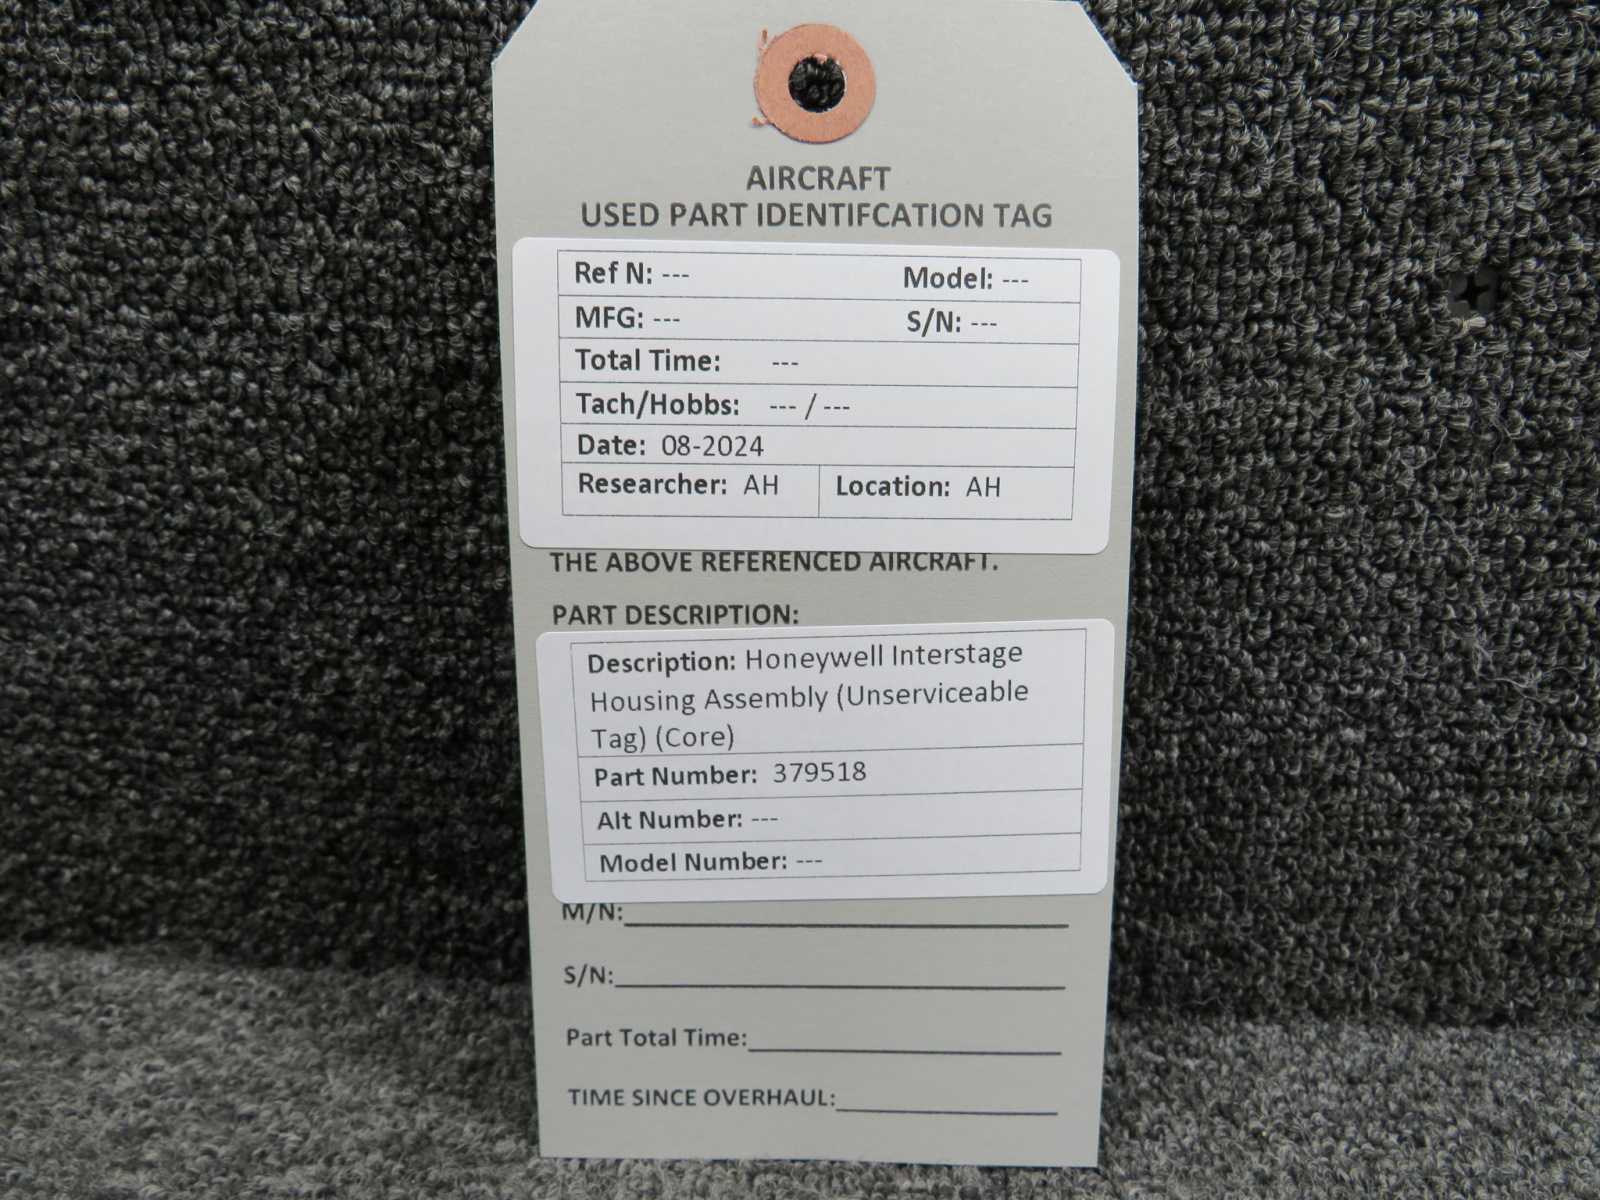 AIRCRAFT
USED PART IDENTIFCATION TAG
Ref N: --- Model: ---
MFG: --- S/N: ---
Total Time: ---
Tach/Hobbs: --- / ---
Date: 08-2024
Researcher: AH Location: AH
THE ABOVE REFERENCED AIRCRAFT.
PART DESCRIPTION:
Description: Honeywell Interstage
Housing Assembly (Unserviceable
Tag) (Core)
Part Number: 379518
Alt Number: ---
Model Number: ---
M/N:
S/N:
Part Total Time:
TIME SINCE OVERHAUL: